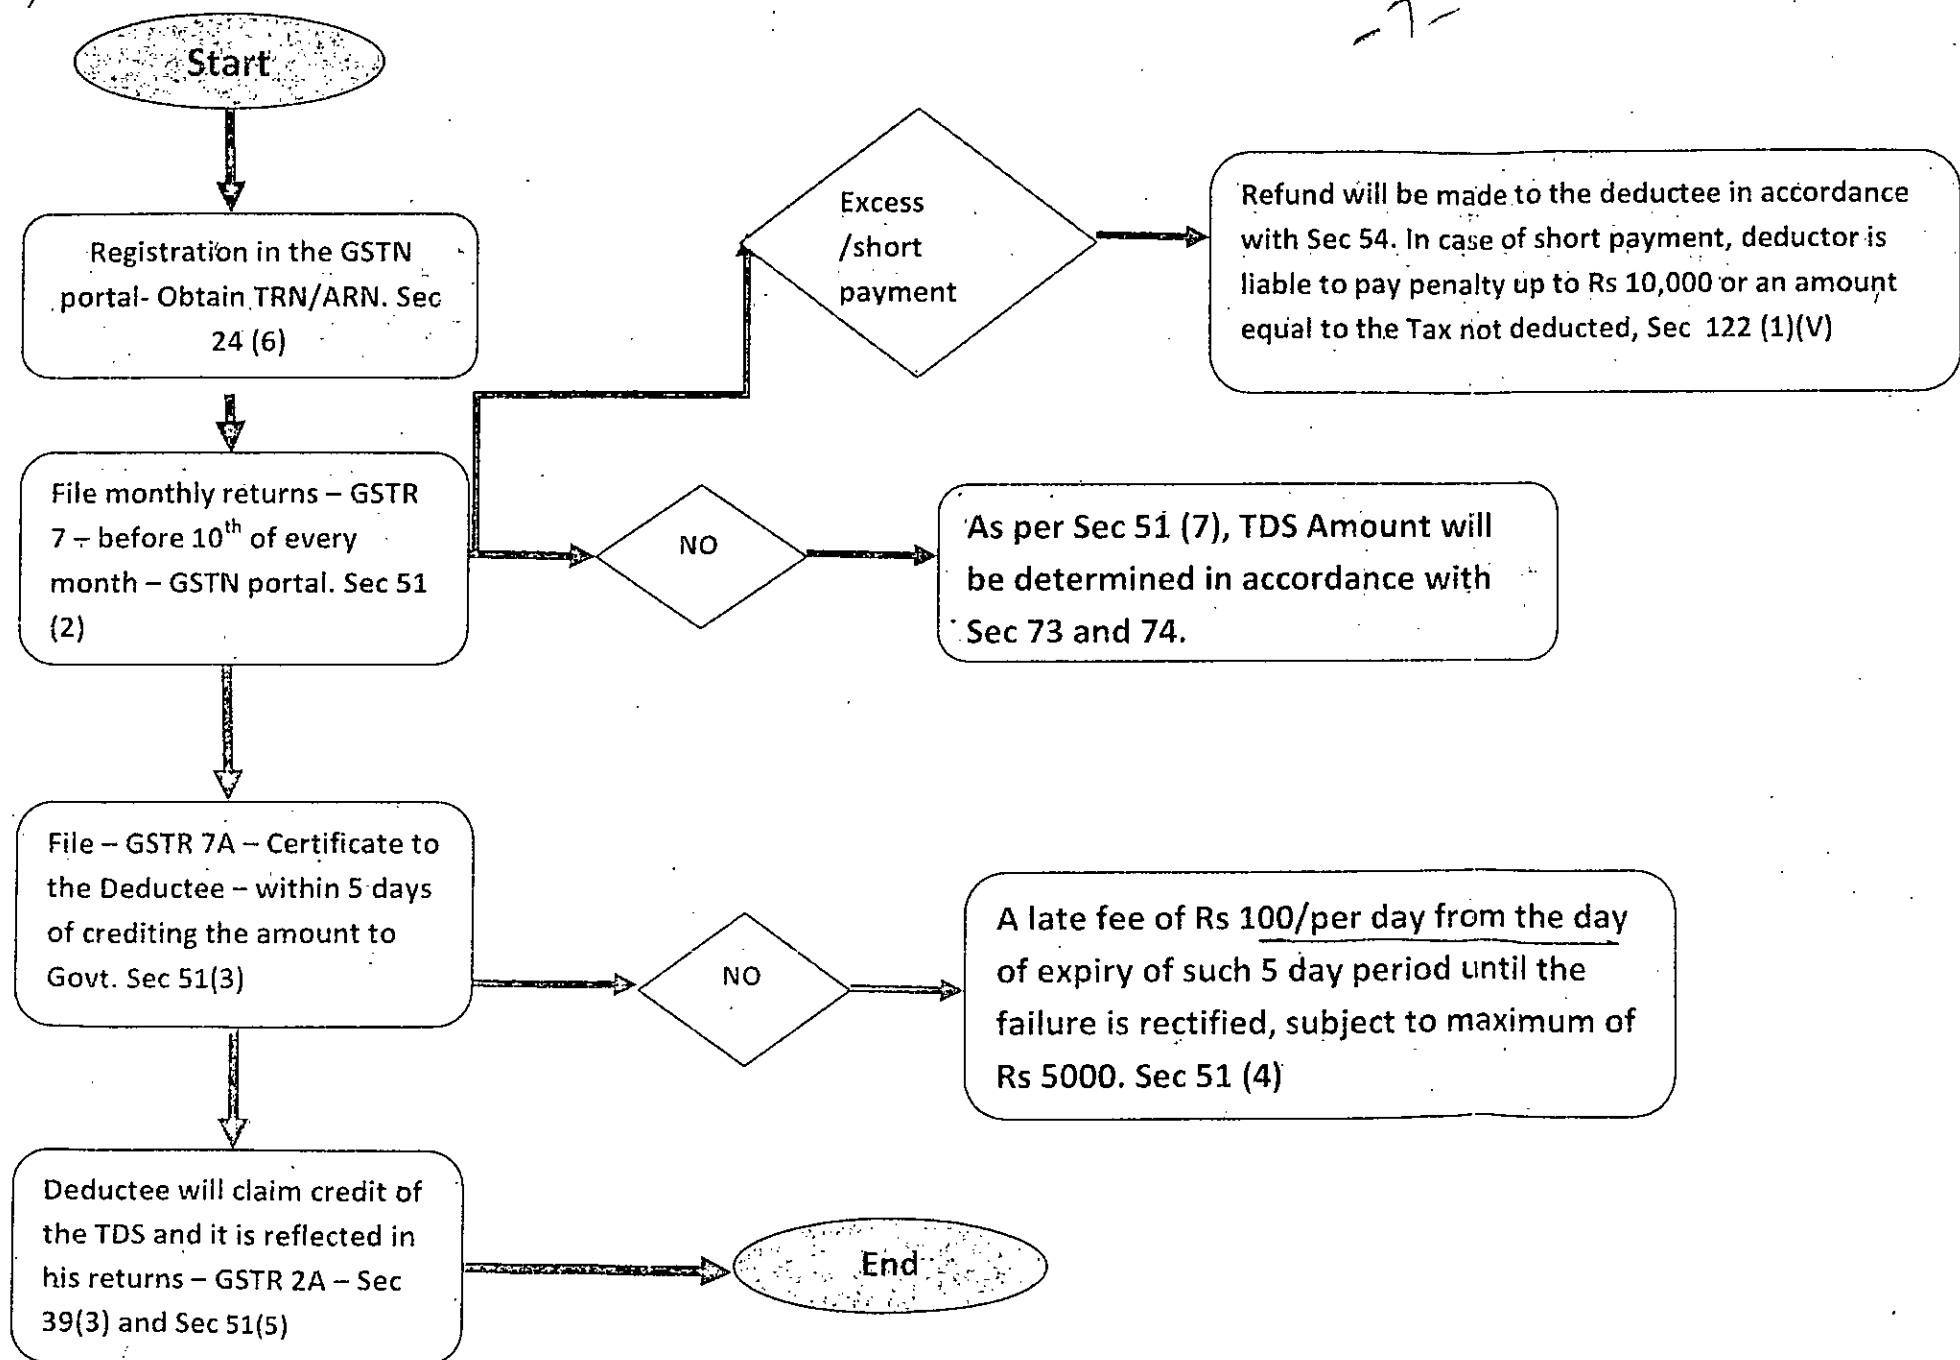 -7-
Start
Registration in the GSTN
portal- Obtain TRN/ARN. Sec
24 (6)
Excess
/short
payment
Refund will be made to the deductee in accordance
with Sec 54. In case of short payment, deductor is
liable to pay penalty up to Rs 10,000 or an amount
equal to the Tax not deducted, Sec 122 (1)(V)
File monthly returns – GSTR
7 – before 10th of every
month – GSTN portal. Sec 51
(2)
NO
As per Sec 51 (7), TDS Amount will
be determined in accordance with
Sec 73 and 74.
File – GSTR 7A – Certificate to
the Deductee – within 5 days
of crediting the amount to
Govt. Sec 51(3)
NO
A late fee of Rs 100/per day from the day
of expiry of such 5 day period until the
failure is rectified, subject to maximum of
Rs 5000. Sec 51 (4)
Deductee will claim credit of
the TDS and it is reflected in
his returns – GSTR 2A – Sec
39(3) and Sec 51(5)
End